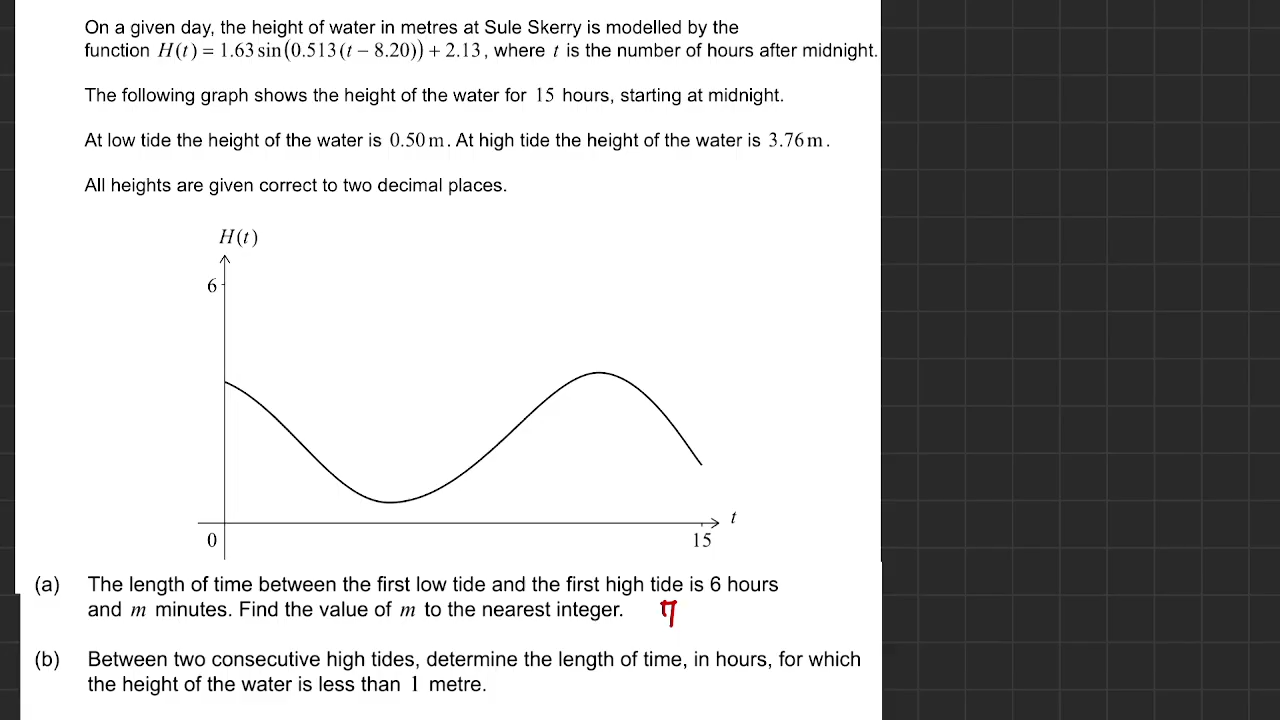 On a given day, the height of water in metres at Sule Skerry is modelled by the
function H(t) = 1.63 sin(0.513(t − 8.20)) + 2.13, where t is the number of hours after midnight.
The following graph shows the height of the water for 15 hours, starting at midnight.
At low tide the height of the water is 0.50 m. At high tide the height of the water is 3.76 m.
All heights are given correct to two decimal places.
H(t)
6
t
0
15
(a) The length of time between the first low tide and the first high tide is 6 hours
and m minutes. Find the value of m to the nearest integer.
(b) Between two consecutive high tides, determine the length of time, in hours, for which
the height of the water is less than 1 metre.